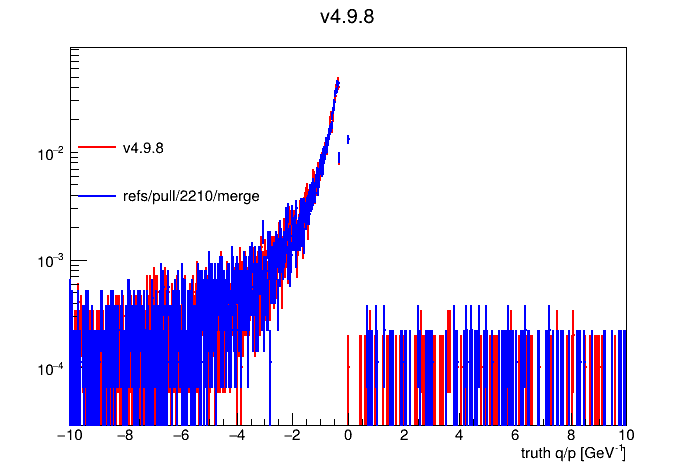 v4.9.8
10⁻²
10⁻³
10⁻⁴
v4.9.8
refs/pull/2210/merge
−10 −8 −6 −4 −2 0 2 4 6 8 10
truth q/p [GeV⁻¹]